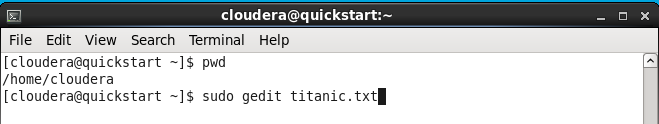 cloudera@quickstart:~
File Edit View Search Terminal Help
[cloudera@quickstart ~]$ pwd
/home/cloudera
[cloudera@quickstart ~]$ sudo gedit titanic.txt